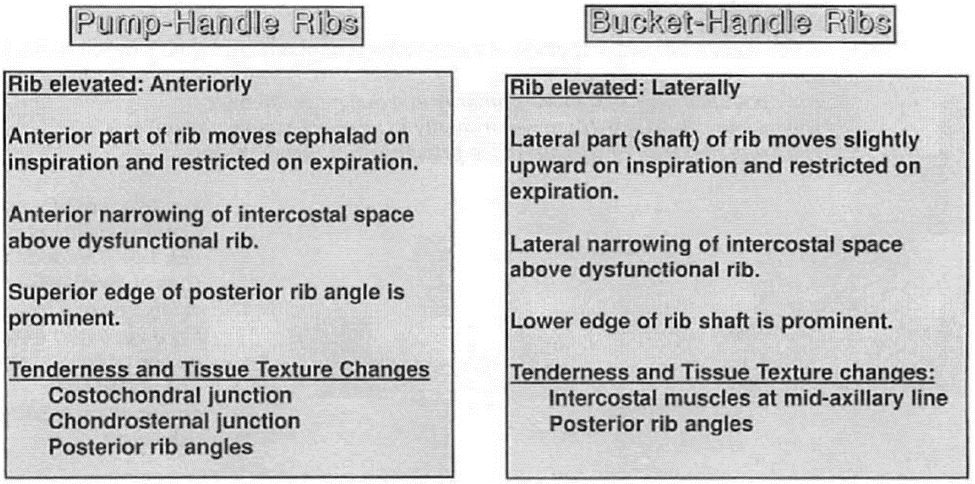 Pump-Handle Ribs
Rib elevated: Anteriorly
Anterior part of rib moves cephalad on
inspiration and restricted on expiration.
Anterior narrowing of intercostal space
above dysfunctional rib.
Superior edge of posterior rib angle is
prominent.
Tenderness and Tissue Texture Changes
Costochondral junction
Chondrosternal junction
Posterior rib angles
Bucket-Handle Ribs
Rib elevated: Laterally
Lateral part (shaft) of rib moves slightly
upward on inspiration and restricted on
expiration.
Lateral narrowing of intercostal space
above dysfunctional rib.
Lower edge of rib shaft is prominent.
Tenderness and Tissue Texture changes:
Intercostal muscles at mid-axillary line
Posterior rib angles